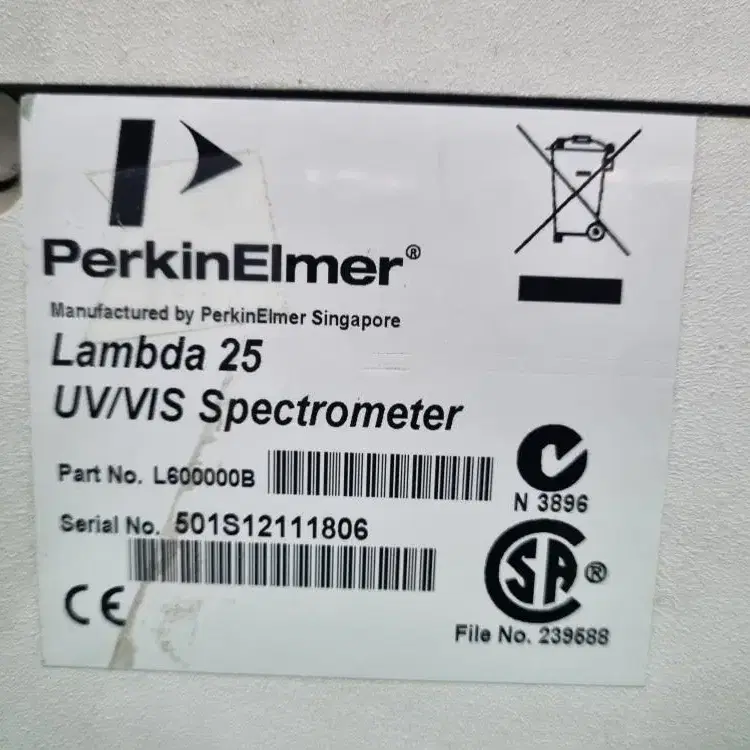 PerkinElmer®
Manufactured by PerkinElmer Singapore
Lambda 25
UV/VIS Spectrometer
Part No. L600000B
N 3896
Serial No. 501S12111806
CE
SA ®
File No. 239588